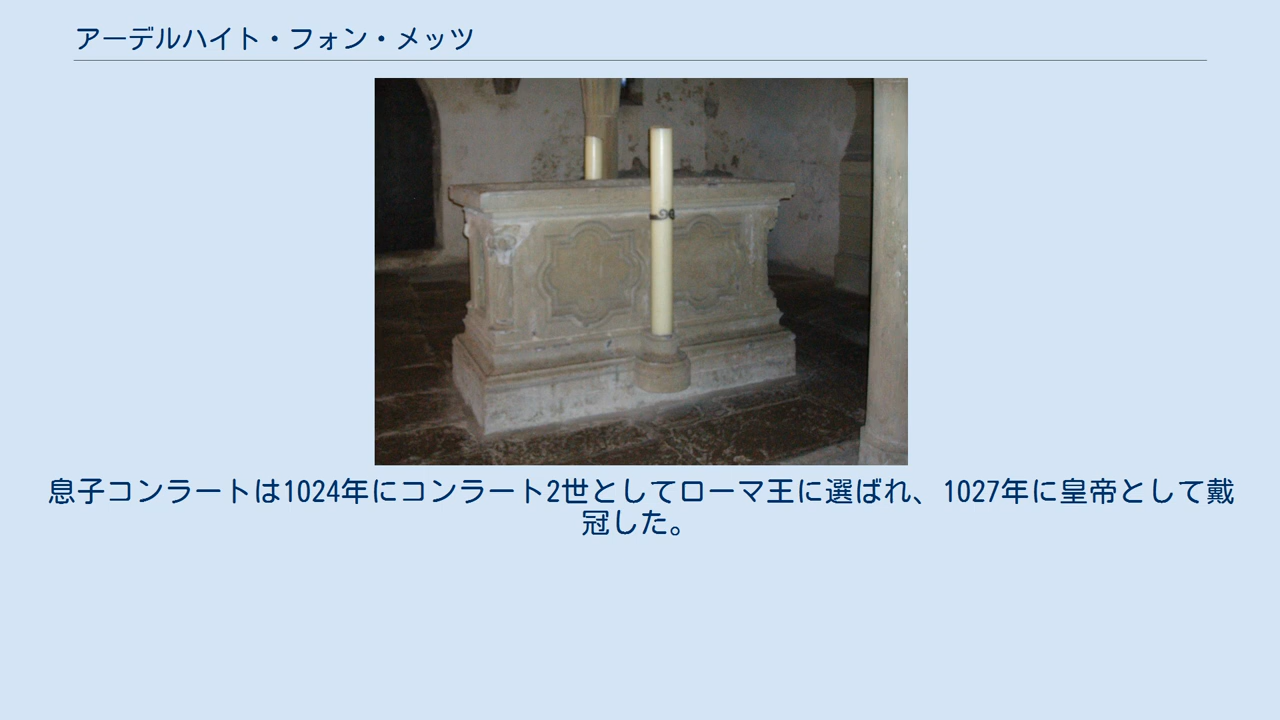 アーデルハイト・フォン・メッツ
息子コンラートは1024年にコンラート2世としてローマ王に選ばれ、1027年に皇帝として戴
冠した。